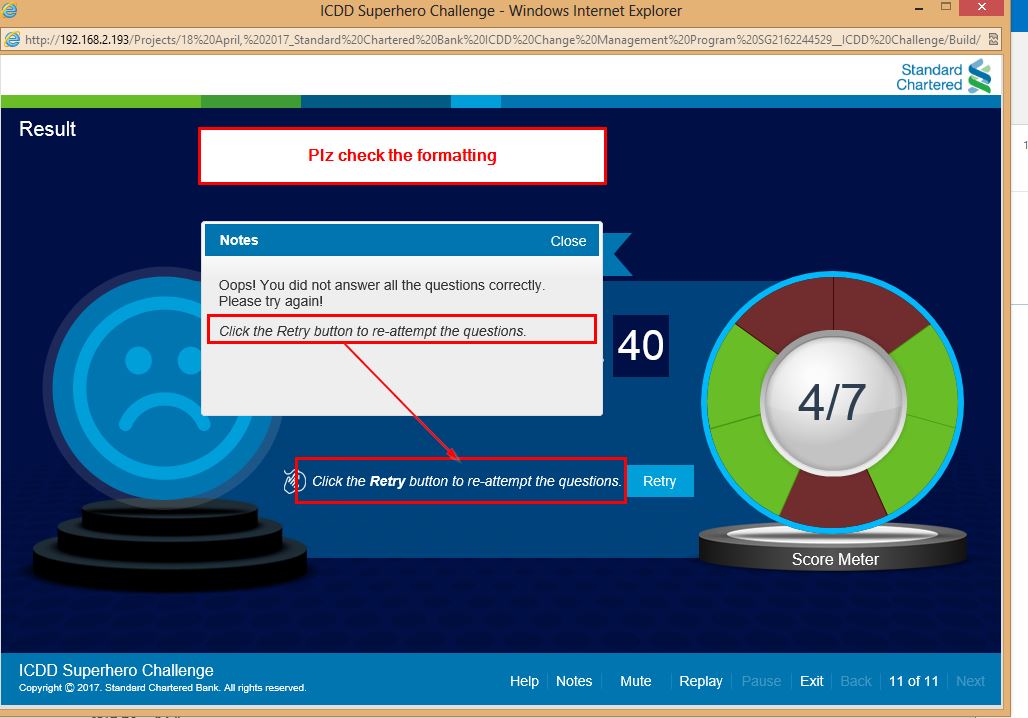 ICDD Superhero Challenge - Windows Internet Explorer
http://192.168.2.193/Projects/18%20April,%202017_Standard%20Chartered%20Bank%20ICDD%20Change%20Management%20Program%20SG2162244529__ICDD%20Challenge/Build/
Standard
Chartered
Result
Plz check the formatting
Notes
Close
Oops! You did not answer all the questions correctly.
Please try again!
Click the Retry button to re-attempt the questions.
40
4/7
Click the Retry button to re-attempt the questions.
Retry
Score Meter
ICDD Superhero Challenge
Copyright © 2017. Standard Chartered Bank. All rights reserved.
Help Notes Mute Replay Pause Exit Back 11 of 11 Next